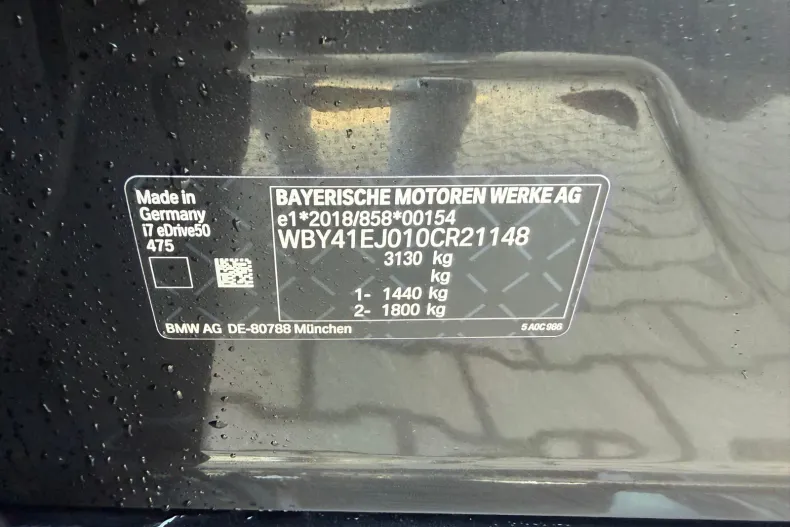 Made in
Germany
i7 eDrive50
475
BAYERISCHE MOTOREN WERKE AG
e1*2018/858*00154
WBY41EJ010CR21148
3130 kg
kg
1- 1440 kg
2- 1800 kg
BMW AG DE-80788 München
5 A0C 966